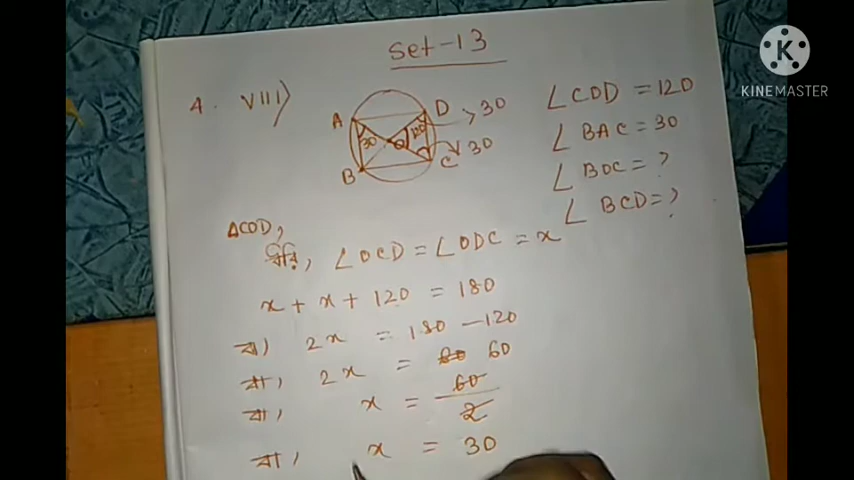 Set-13
4. VIII)
A
D > 30
30
O
120
B
C 30
∠COD = 120
∠BAC = 30
∠BOC = ?
∠BCD = ?
ΔCOD,
∠OCD = ∠ODC = x
x + x + 120 = 180
বা, 2x = 180 - 120
বা, 2x = 60
বা, x = 60/2
বা, x = 30
KINEMASTER